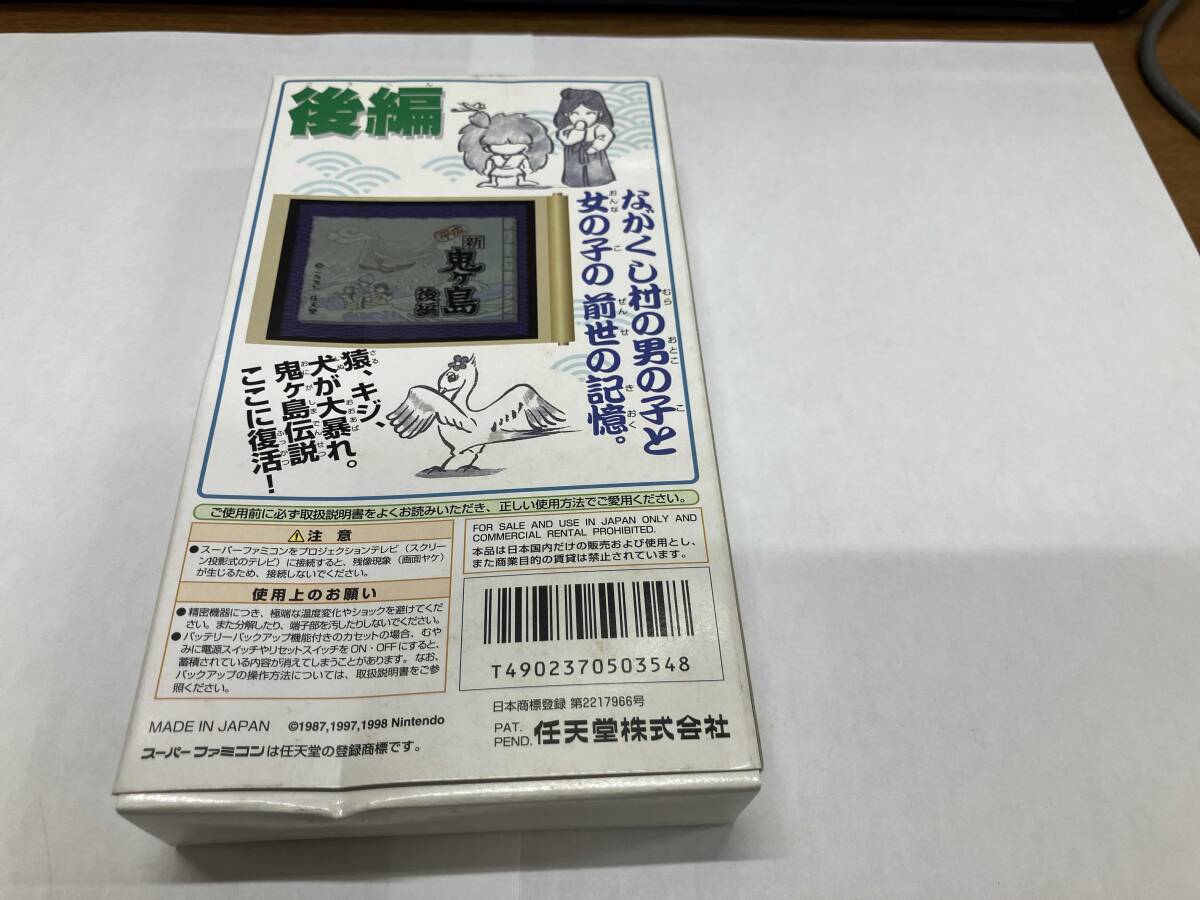 後編
ながくし村の男の子と
女の子の前世の記憶。
平成
新
鬼ヶ島
後編
任天堂
猿、キジ、
犬が大暴れ。
鬼ヶ島伝説
ここに復活!
ご使用前に必ず取扱説明書をよくお読みいただき、正しい使用方法でご愛用ください。
⚠注 意
●スーパーファミコンをプロジェクションテレビ(スクリー
ン投影式のテレビ)に接続すると、残像現象(画面ヤケ)
が生じるため、接続しないでください。
使用上のお願い
●精密機器につき、極端な温度変化やショックを避けてくだ
さい。また分解したり、端子部を汚したりしないでください。
●バッテリーバックアップ機能付きのカセットの場合、むや
みに電源スイッチやリセットスイッチをON・OFFにすると、
蓄積されている内容が消えてしまうことがあります。なお、
バックアップの操作方法については、取扱説明書をご参
照ください。
FOR SALE AND USE IN JAPAN ONLY AND
COMMERCIAL RENTAL PROHIBITED.
本品は日本国内だけの販売および使用とし、
また商業目的の賃貸は禁止されています。
T4902370503548
日本商標登録 第2217966号
MADE IN JAPAN ©1987,1997,1998 Nintendo
PAT.
PEND. 任天堂株式会社
スーパーファミコンは任天堂の登録商標です。